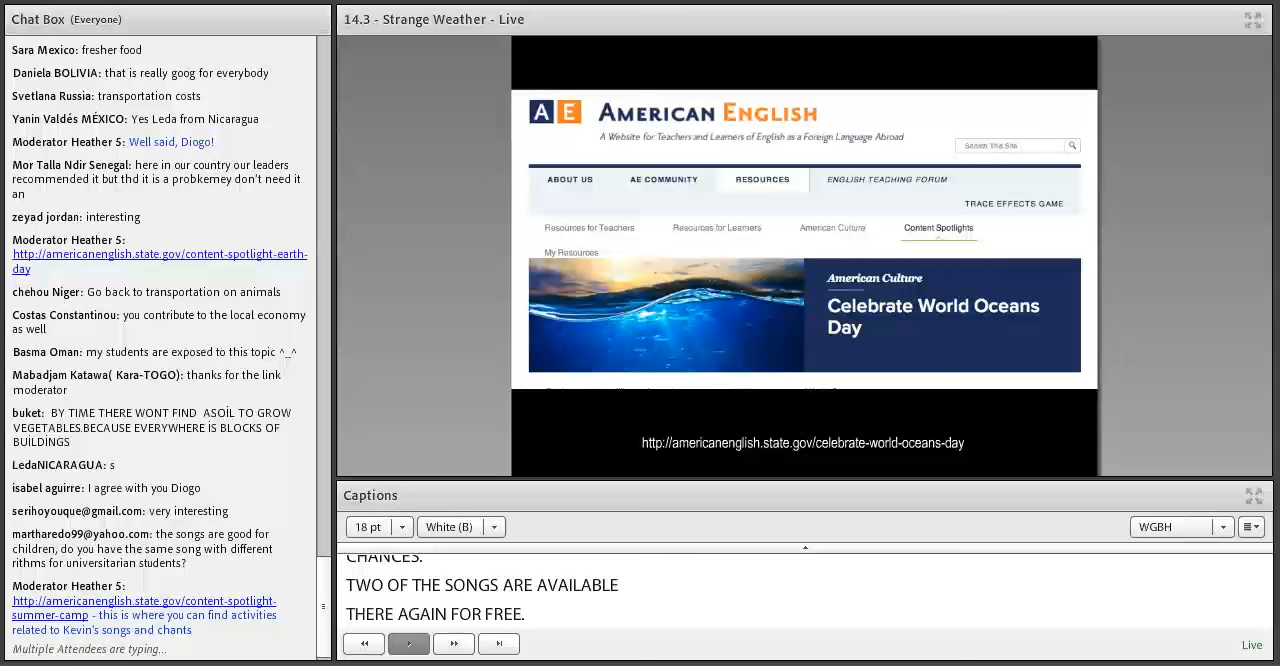 Chat Box (Everyone)
Sara Mexico: fresher food
Daniela BOLIVIA: that is really goog for everybody
Svetlana Russia: transportation costs
Yanin Valdes MÉXICO: Yes Leda from Nicaragua
Moderator Heather 5: Well said, Diogo!
Mor Talla Ndir Senegal: here in our country our leaders
recommended it but thd it is a probkemey don't need it
an
zeyad jordan: interesting
Moderator Heather 5:
http://americanenglish.state.gov/content-spotlight-earth-
day
chehou Niger: Go back to transportation on animals
Costas Constantinou: you contribute to the local economy
as well
Basma Oman: my students are exposed to this topic ^_^
Mabadjam Katawa( Kara-TOGO): thanks for the link
moderator
buket: BY TIME THERE WONT FIND ASOİL TO GROW
VEGETABLES.BECAUSE EVERYWHERE İS BLOCKS OF
BUİLDİNGS
LedaNICARAGUA: s
isabel aguirre: I agree with you Diogo
serihoyouque@gmail.com: very interesting
martharedo99@yahoo.com: the songs are good for
children, do you have the same song with different
rithms for universitarian students?
Moderator Heather 5:
http://americanenglish.state.gov/content-spotlight-
summer-camp - this is where you can find activities
related to Kevin's songs and chants
Multiple Attendees are typing...
14.3 - Strange Weather - Live
AE AMERICAN ENGLISH
A Website for Teachers and Learners of English as a Foreign Language Abroad
Search This Site
ABOUT US AE COMMUNITY RESOURCES ENGLISH TEACHING FORUM
TRACE EFFECTS GAME
Resources for Teachers Resources for Learners American Culture Content Spotlights
My Resources
American Culture
Celebrate World Oceans
Day
http://americanenglish.state.gov/celebrate-world-oceans-day
Captions
18 pt White (B) WGBH
CHANCES.
TWO OF THE SONGS ARE AVAILABLE
THERE AGAIN FOR FREE.
Live